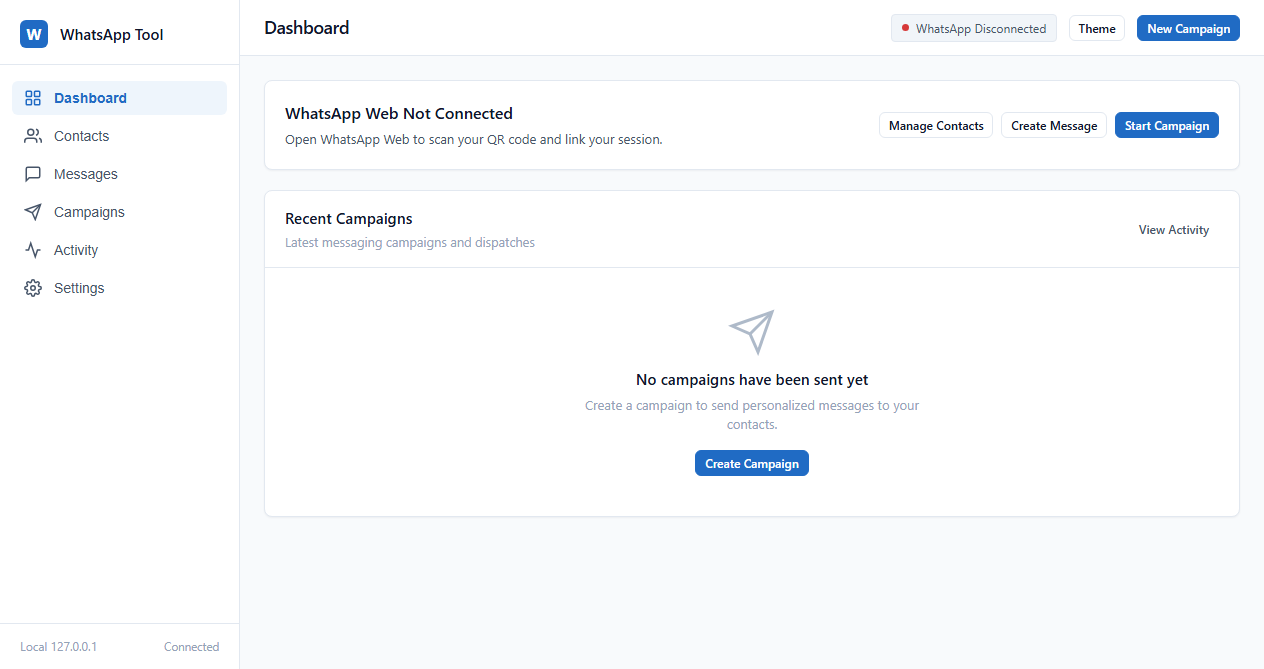 W WhatsApp Tool
Dashboard
Contacts
Messages
Campaigns
Activity
Settings
Local 127.0.0.1 Connected
Dashboard
WhatsApp Disconnected
Theme
New Campaign
WhatsApp Web Not Connected
Open WhatsApp Web to scan your QR code and link your session.
Manage Contacts
Create Message
Start Campaign
Recent Campaigns
Latest messaging campaigns and dispatches
View Activity
No campaigns have been sent yet
Create a campaign to send personalized messages to your
contacts.
Create Campaign